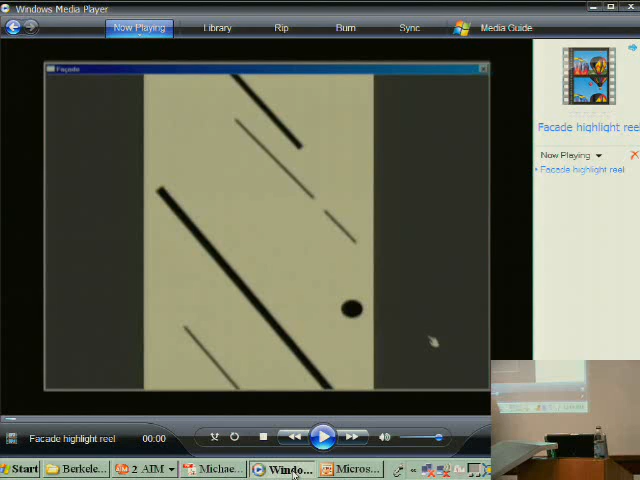 Windows Media Player
Now Playing
Library
Rip
Burn
Sync
Media Guide
Façade
Facade highlight reel
Now Playing
Facade highlight reel
Facade highlight reel
00:00
Start
Berkele...
2 AIM
Michae...
Windo...
Micros...